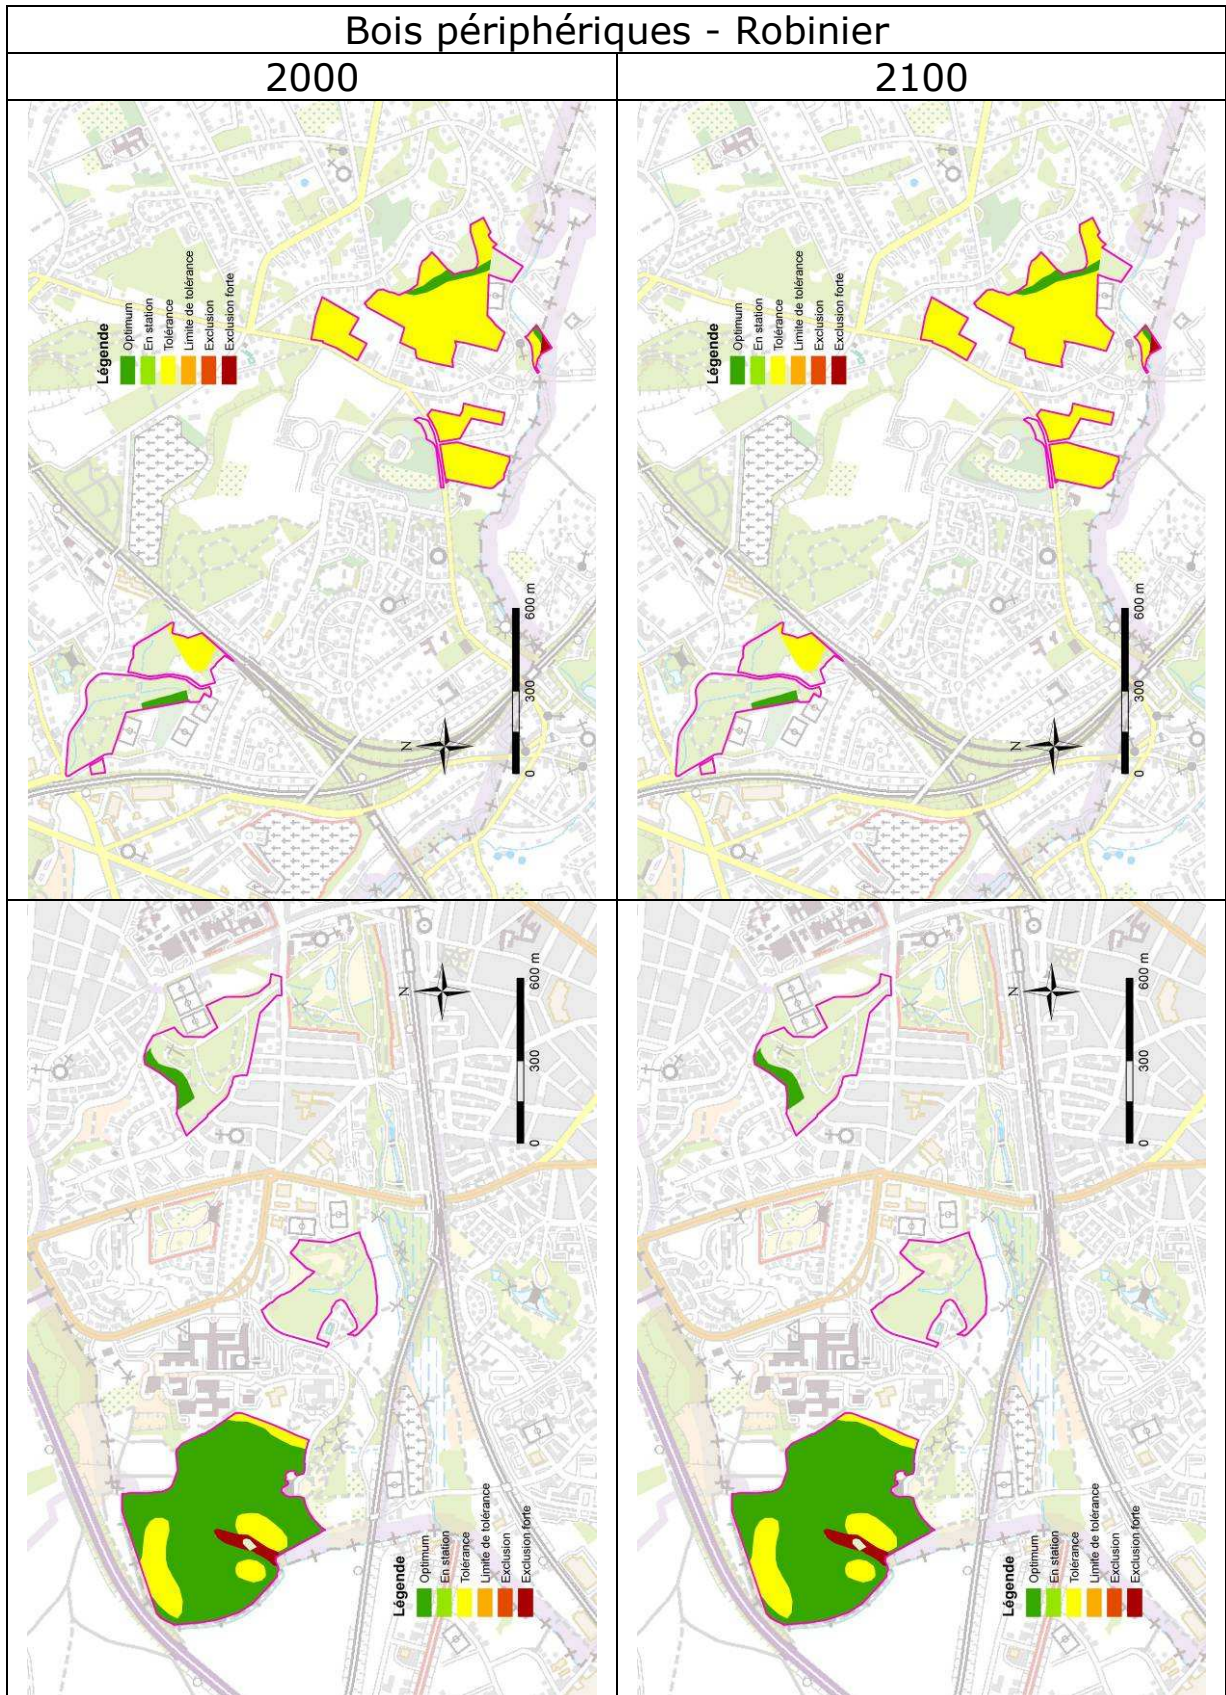 Bois périphériques - Robinier
2000
2100
Légende
Optimum
En station
Tolérance
Limite de tolérance
Exclusion
Exclusion forte
N
0
300
600 m
Légende
Optimum
En station
Tolérance
Limite de tolérance
Exclusion
Exclusion forte
N
0
300
600 m
N
0
300
600 m
Légende
Optimum
En station
Tolérance
Limite de tolérance
Exclusion
Exclusion forte
N
0
300
600 m
Légende
Optimum
En station
Tolérance
Limite de tolérance
Exclusion
Exclusion forte